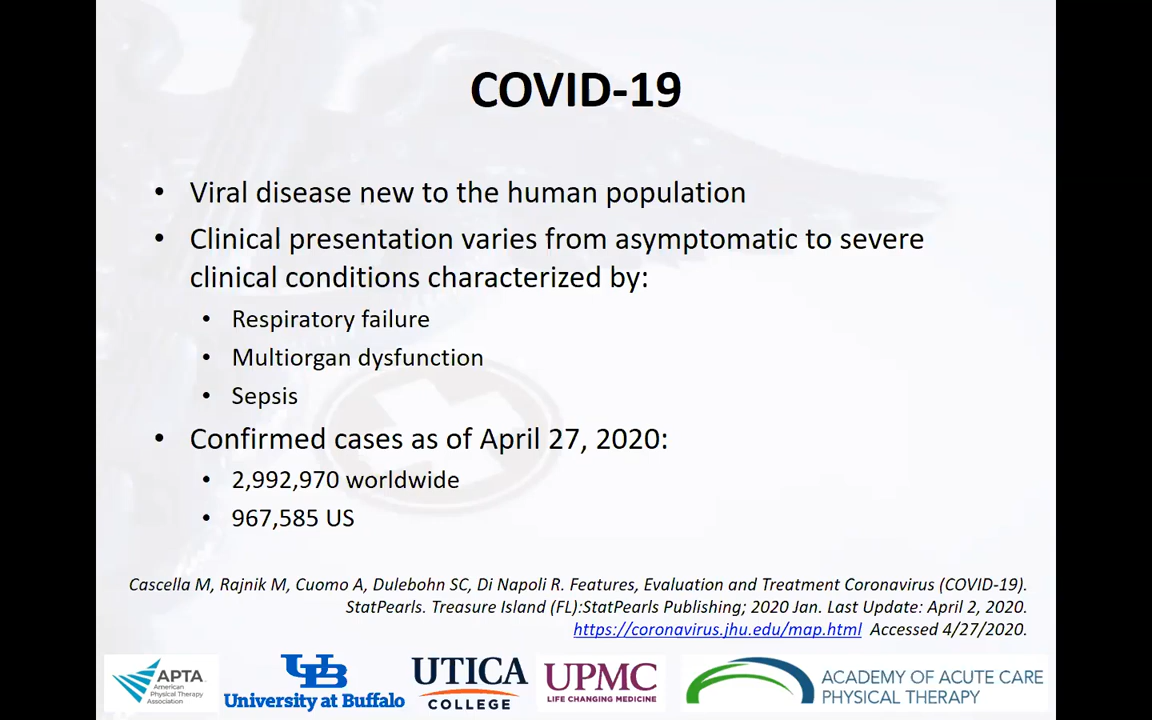 COVID-19
• Viral disease new to the human population
• Clinical presentation varies from asymptomatic to severe
clinical conditions characterized by:
• Respiratory failure
• Multiorgan dysfunction
• Sepsis
• Confirmed cases as of April 27, 2020:
• 2,992,970 worldwide
• 967,585 US
Cascella M, Rajnik M, Cuomo A, Dulebohn SC, Di Napoli R. Features, Evaluation and Treatment Coronavirus (COVID-19).
StatPearls. Treasure Island (FL):StatPearls Publishing; 2020 Jan. Last Update: April 2, 2020.
https://coronavirus.jhu.edu/map.html Accessed 4/27/2020.
APTA
American
Physical Therapy
Association
UB
University at Buffalo
UTICA
COLLEGE
UPMC
LIFE CHANGING MEDICINE
ACADEMY OF ACUTE CARE
PHYSICAL THERAPY